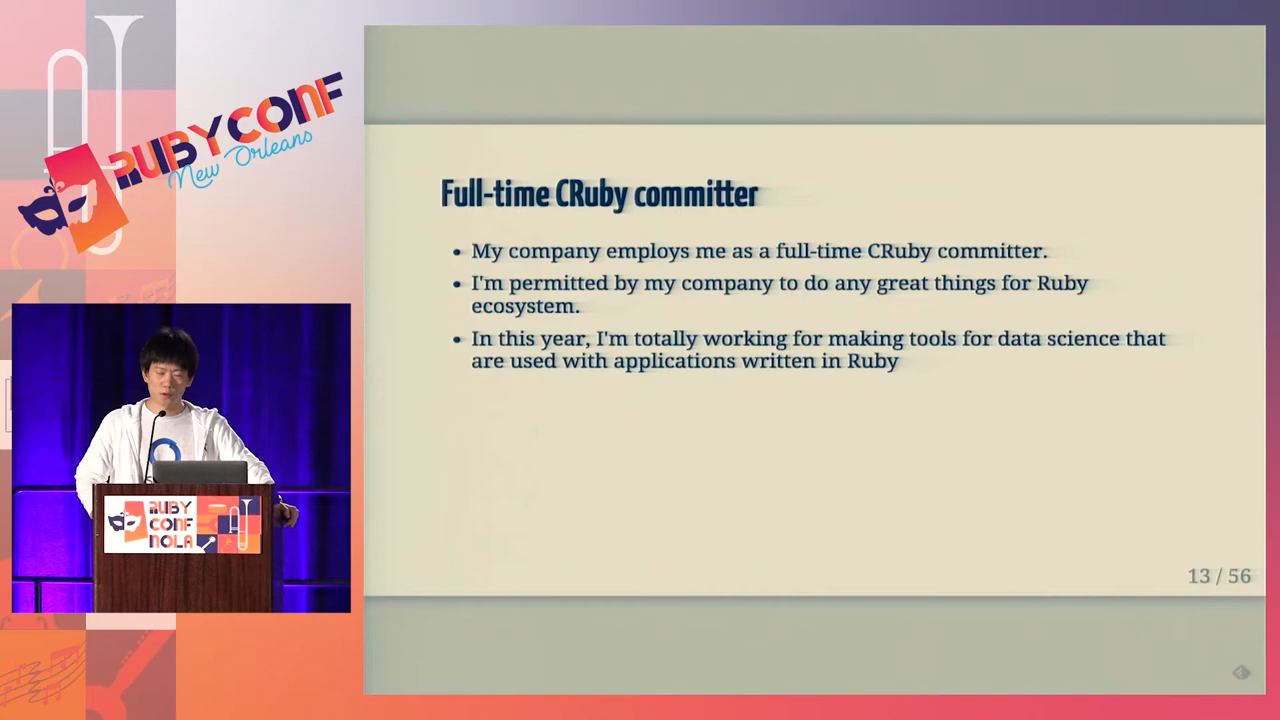 RUBYCONF
New Orleans
RUBY
CONF
NOLA
Full-time CRuby committer
• My company employs me as a full-time CRuby committer.
• I'm permitted by my company to do any great things for Ruby
ecosystem.
• In this year, I'm totally working for making tools for data science that
are used with applications written in Ruby
13 / 56